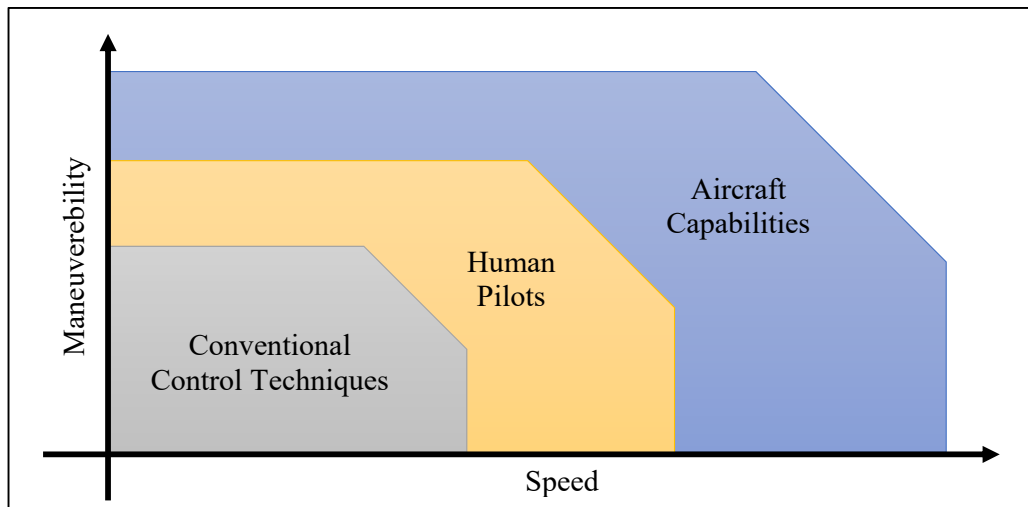 Maneuverebility
Aircraft
Capabilities
Human
Pilots
Conventional
Control Techniques
Speed